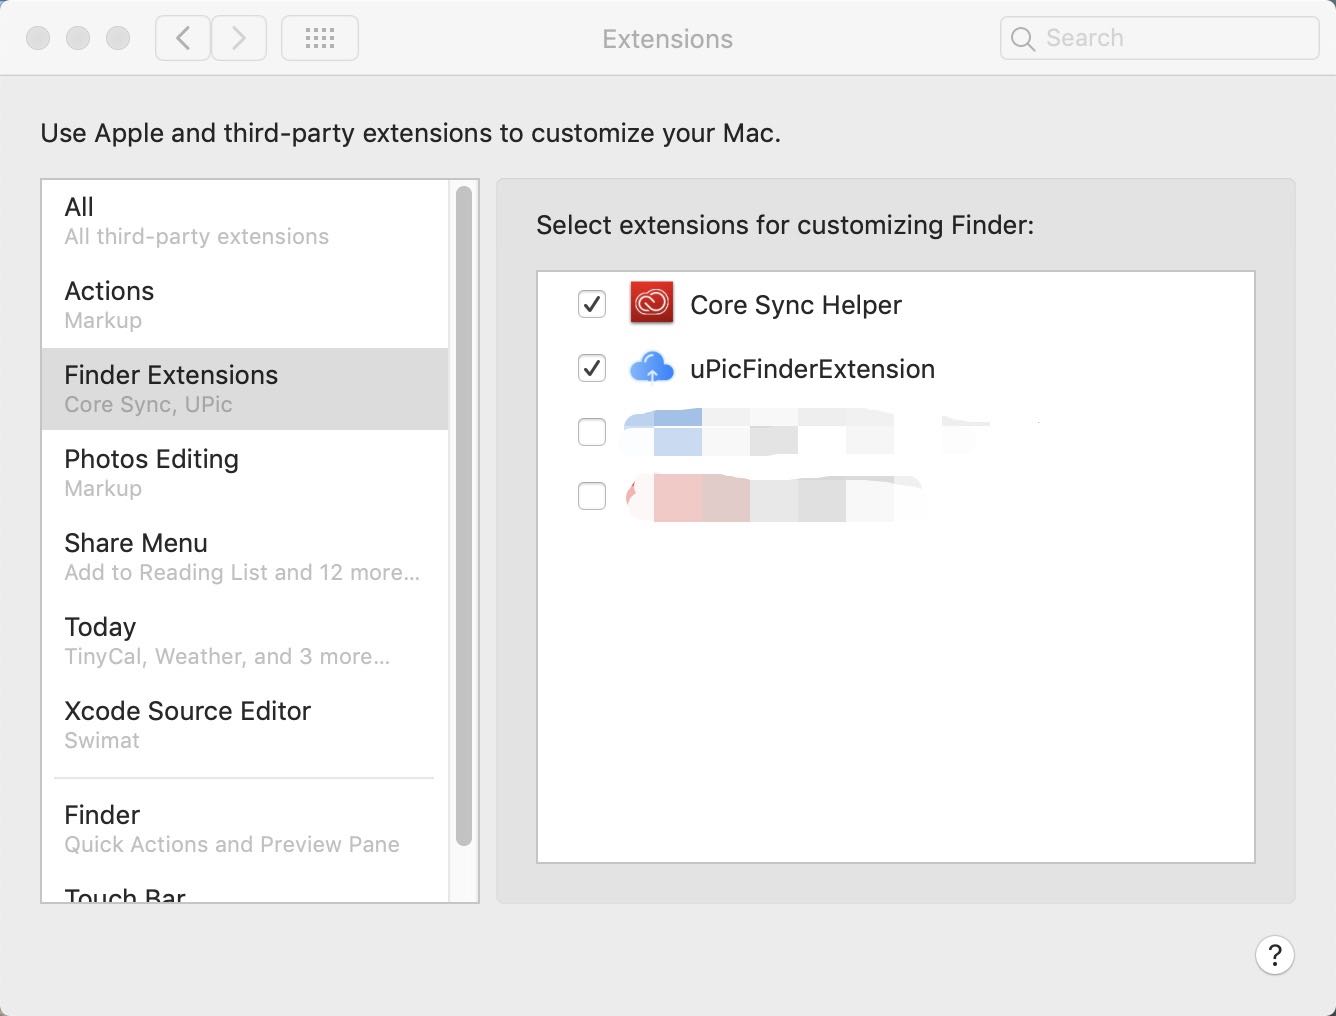 Extensions
Search
Use Apple and third-party extensions to customize your Mac.
All
All third-party extensions
Actions
Markup
Finder Extensions
Core Sync, UPic
Photos Editing
Markup
Share Menu
Add to Reading List and 12 more...
Today
TinyCal, Weather, and 3 more...
Xcode Source Editor
Swimat
Finder
Quick Actions and Preview Pane
Touch Bar
Select extensions for customizing Finder:
Core Sync Helper
uPicFinderExtension
?